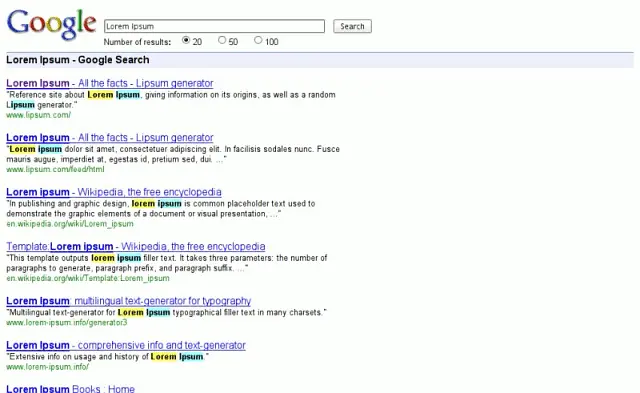 Google
Lorem Ipsum
Search
Number of results: 20 50 100
Lorem Ipsum - Google Search
Lorem Ipsum - All the facts - Lipsum generator
"Reference site about Lorem Ipsum, giving information on its origins, as well as a random
Lipsum generator."
www.lipsum.com/
Lorem Ipsum - All the facts - Lipsum generator
"Lorem ipsum dolor sit amet, consectetuer adipiscing elit. In facilisis sodales nunc. Fusce
mauris augue, imperdiet at, egestas id, pretium sed, dui. ..."
www.lipsum.com/feed/html
Lorem ipsum - Wikipedia, the free encyclopedia
"In publishing and graphic design, lorem ipsum is common placeholder text used to
demonstrate the graphic elements of a document or visual presentation, ..."
en.wikipedia.org/wiki/Lorem_ipsum
Template:Lorem ipsum - Wikipedia, the free encyclopedia
"This template outputs lorem ipsum filler text. It takes three parameters: the number of
paragraphs to generate, paragraph prefix, and paragraph suffix. ..."
en.wikipedia.org/wiki/Template:Lorem_ipsum
Lorem Ipsum: multilingual text-generator for typography
"Multilingual text-generator for Lorem Ipsum typographical filler text in many charsets."
www.lorem-ipsum.info/generator3
Lorem Ipsum - comprehensive info and text-generator
"Extensive info on usage and history of Lorem Ipsum."
www.lorem-ipsum.info/
Lorem Ipsum Books : Home